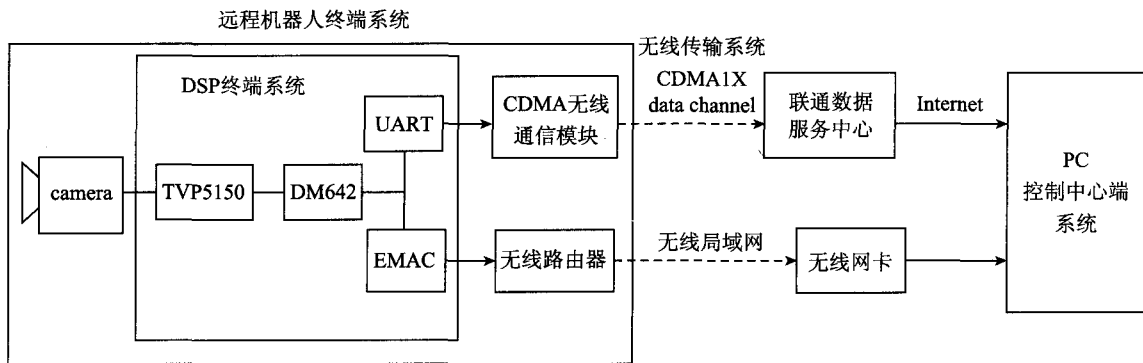 远程机器人终端系统
DSP终端系统
camera
TVP5150
DM642
UART
EMAC
CDMA无线
通信模块
无线路由器
无线传输系统
CDMA1X
data channel
无线局域网
联通数据
服务中心
无线网卡
Internet
PC
控制中心端
系统